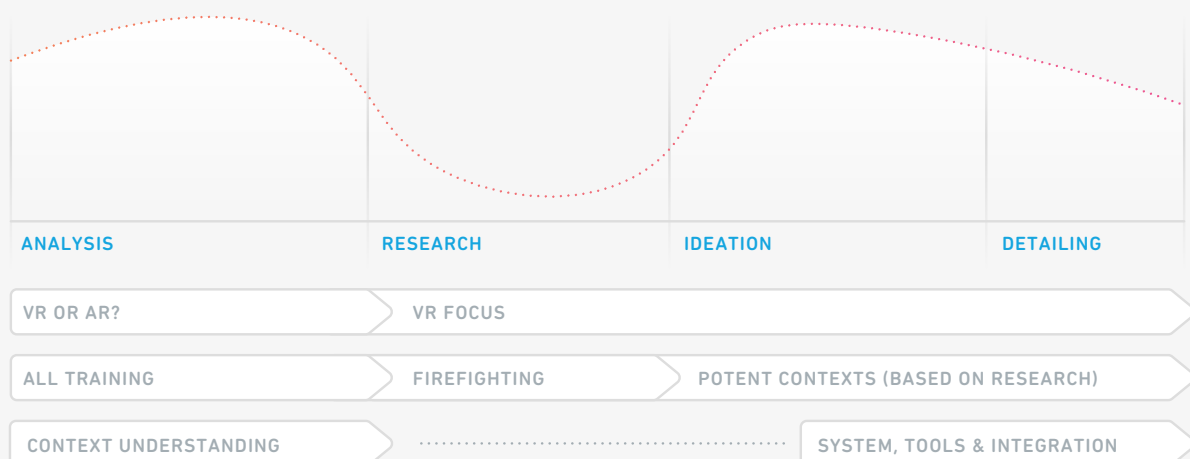 ANALYSIS
RESEARCH
IDEATION
DETAILING
VR OR AR?
VR FOCUS
ALL TRAINING
FIREFIGHTING
POTENT CONTEXTS (BASED ON RESEARCH)
CONTEXT UNDERSTANDING
SYSTEM, TOOLS & INTEGRATION